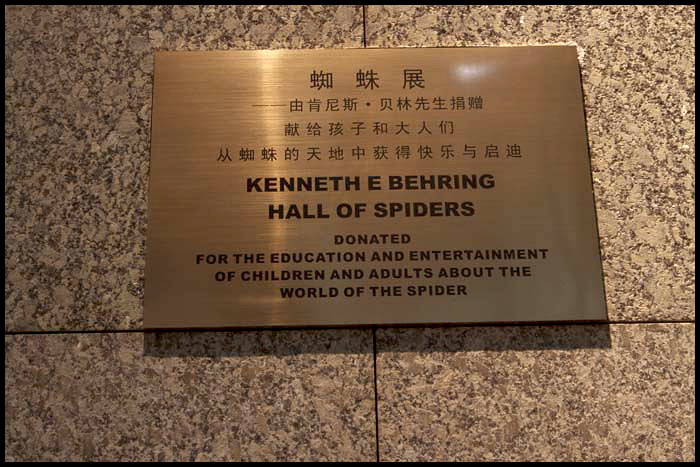 蜘蛛展
——由肯尼斯·贝林先生捐赠
献给孩子和大人们
从蜘蛛的天地中获得快乐与启迪
KENNETH E BEHRING
HALL OF SPIDERS
DONATED
FOR THE EDUCATION AND ENTERTAINMENT
OF CHILDREN AND ADULTS ABOUT THE
WORLD OF THE SPIDER